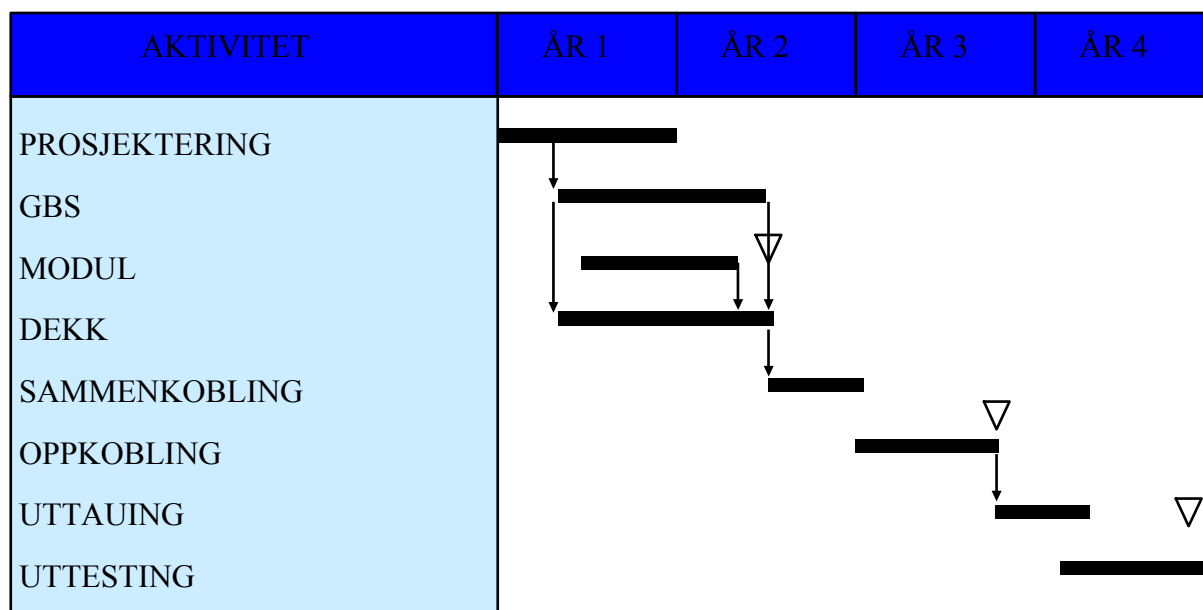 AKTIVITET ÅR 1 ÅR 2 ÅR 3 ÅR 4
PROSJEKTERING
GBS
MODUL
DEKK
SAMMENKOBLING
OPPKOBLING
UTTAUING
UTTESTING